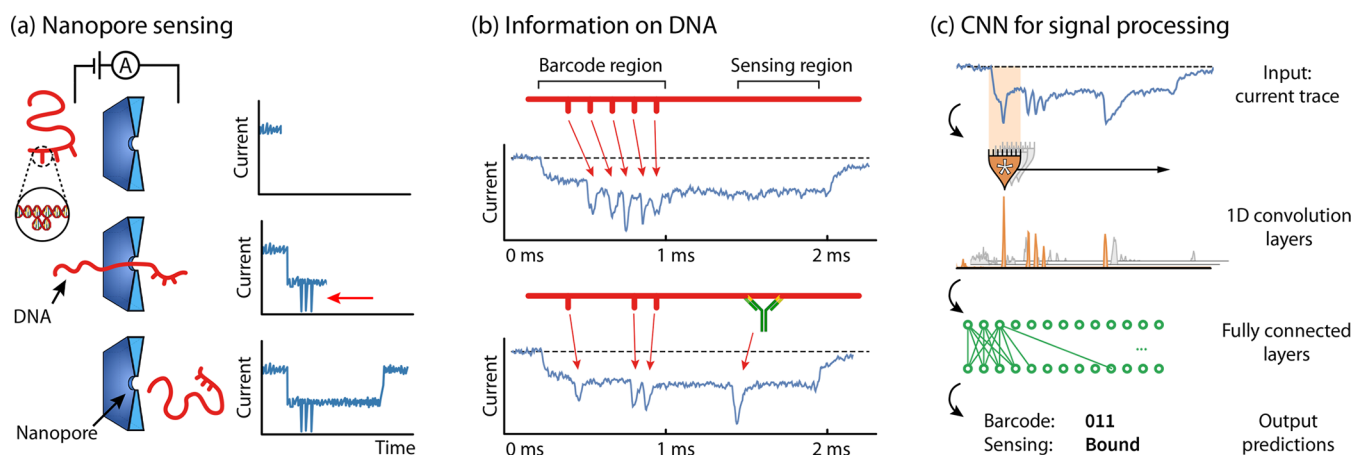 (a) Nanopore sensing
A
Current
Current
DNA
Current
Nanopore
Time
(b) Information on DNA
Barcode region
Sensing region
Current
0 ms
1 ms
2 ms
Current
0 ms
1 ms
2 ms
(c) CNN for signal processing
Input:
current trace
*
1D convolution
layers
...
Fully connected
layers
Barcode: 011
Sensing: Bound
Output
predictions